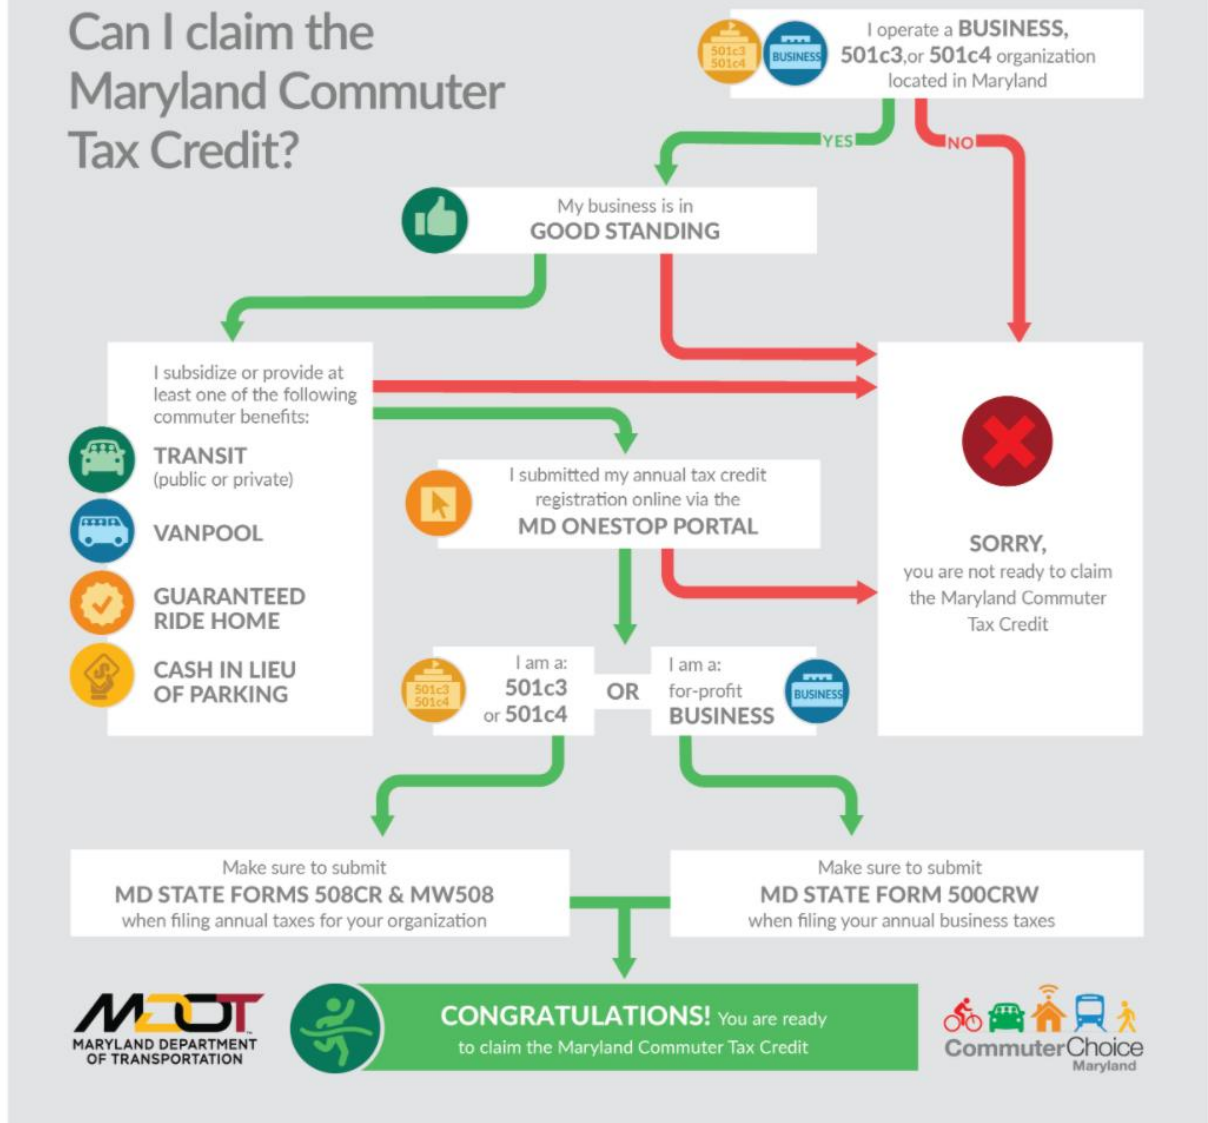 Can I claim the
Maryland Commuter
Tax Credit?
501c3
501c4
BUSINESS
I operate a BUSINESS,
501c3,or 501c4 organization
located in Maryland
YES
NO
My business is in
GOOD STANDING
I subsidize or provide at
least one of the following
commuter benefits:
TRANSIT
(public or private)
VANPOOL
GUARANTEED
RIDE HOME
CASH IN LIEU
OF PARKING
I submitted my annual tax credit
registration online via the
MD ONESTOP PORTAL
SORRY,
you are not ready to claim
the Maryland Commuter
Tax Credit
501c3
501c4
I am a:
501c3
or 501c4
OR
I am a:
for-profit
BUSINESS
BUSINESS
Make sure to submit
MD STATE FORMS 508CR & MW508
when filing annual taxes for your organization
Make sure to submit
MD STATE FORM 500CRW
when filing your annual business taxes
MDOT
MARYLAND DEPARTMENT
OF TRANSPORTATION
CONGRATULATIONS! You are ready
to claim the Maryland Commuter Tax Credit
CommuterChoice
Maryland